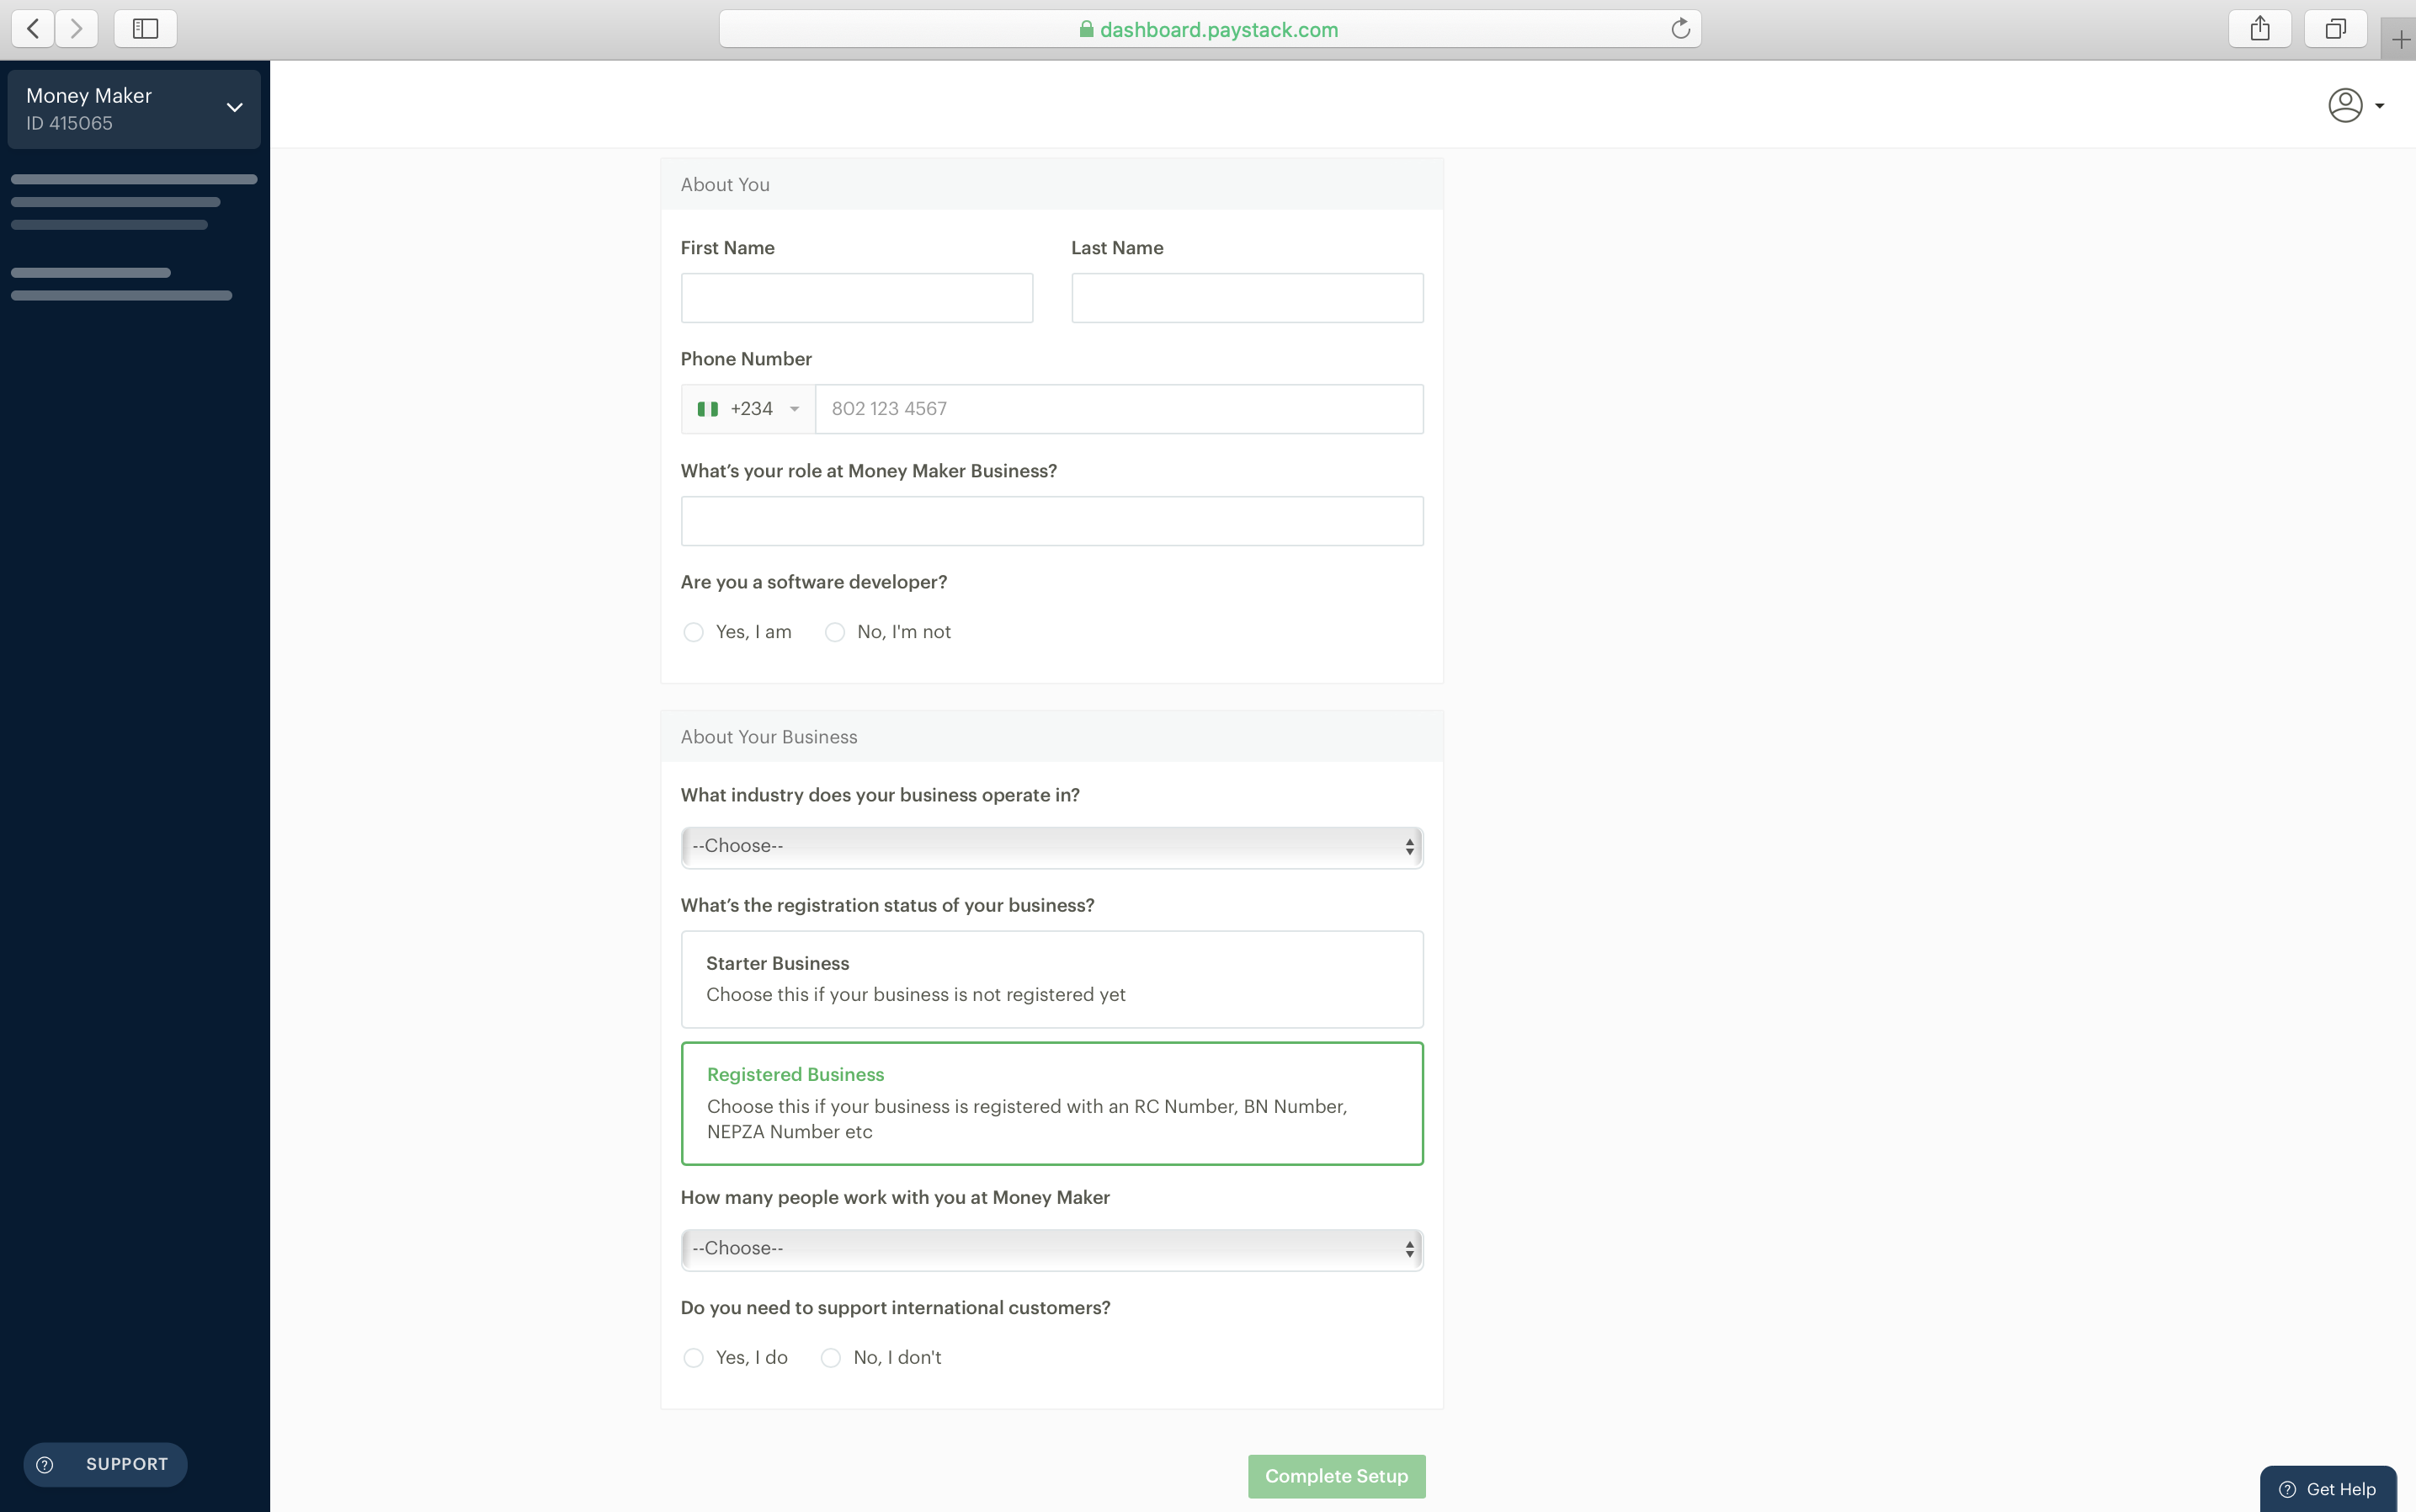 dashboard.paystack.com
Money Maker
ID 415065
About You
First Name
Last Name
Phone Number
+234
802 123 4567
What’s your role at Money Maker Business?
Are you a software developer?
Yes, I am
No, I'm not
About Your Business
What industry does your business operate in?
--Choose--
What’s the registration status of your business?
Starter Business
Choose this if your business is not registered yet
Registered Business
Choose this if your business is registered with an RC Number, BN Number,
NEPZA Number etc
How many people work with you at Money Maker
--Choose--
Do you need to support international customers?
Yes, I do
No, I don't
SUPPORT
Complete Setup
Get Help